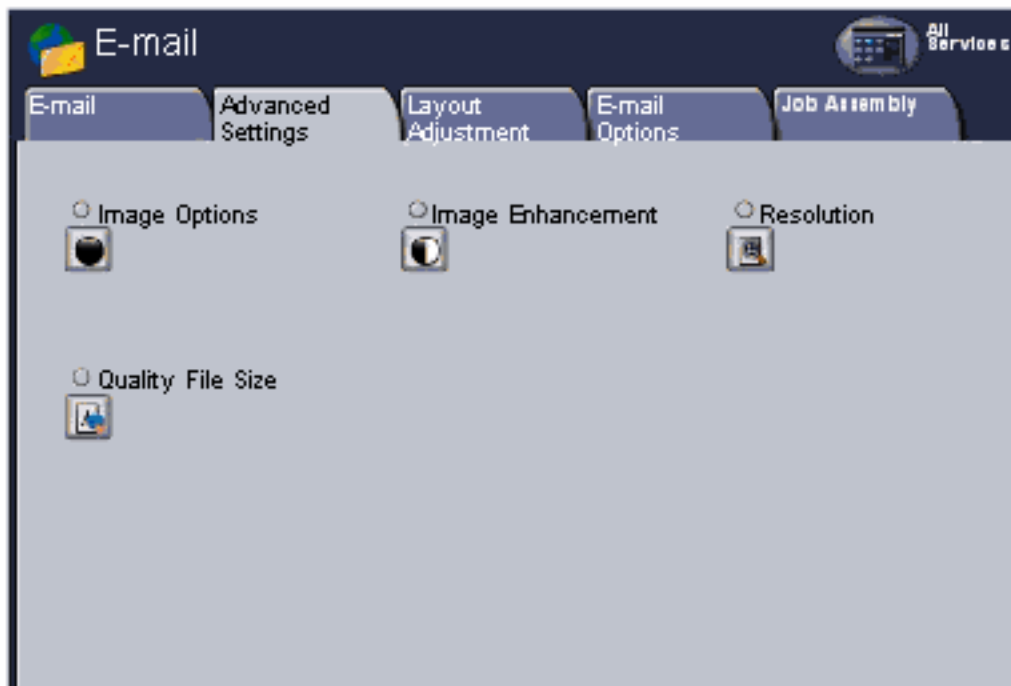 E-mail
All
Services
E-mail
Advanced
Settings
Layout
Adjustment
E-mail
Options
Job Assembly
Image Options
Image Enhancement
Resolution
Quality File Size